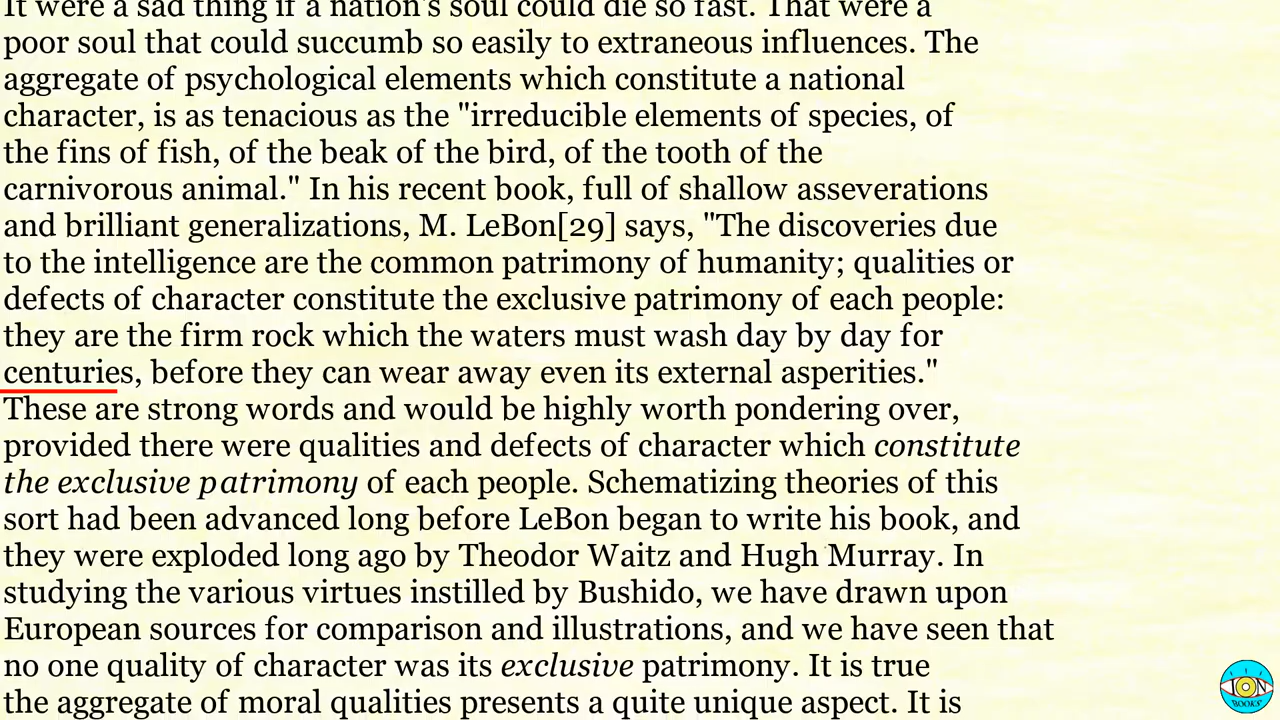 It were a sad thing if a nation's soul could die so fast. That were a
poor soul that could succumb so easily to extraneous influences. The
aggregate of psychological elements which constitute a national
character, is as tenacious as the "irreducible elements of species, of
the fins of fish, of the beak of the bird, of the tooth of the
carnivorous animal." In his recent book, full of shallow asseverations
and brilliant generalizations, M. LeBon[29] says, "The discoveries due
to the intelligence are the common patrimony of humanity; qualities or
defects of character constitute the exclusive patrimony of each people:
they are the firm rock which the waters must wash day by day for
centuries, before they can wear away even its external asperities."
These are strong words and would be highly worth pondering over,
provided there were qualities and defects of character which constitute
the exclusive patrimony of each people. Schematizing theories of this
sort had been advanced long before LeBon began to write his book, and
they were exploded long ago by Theodor Waitz and Hugh Murray. In
studying the various virtues instilled by Bushido, we have drawn upon
European sources for comparison and illustrations, and we have seen that
no one quality of character was its exclusive patrimony. It is true
the aggregate of moral qualities presents a quite unique aspect. It is
ION
BOOKS